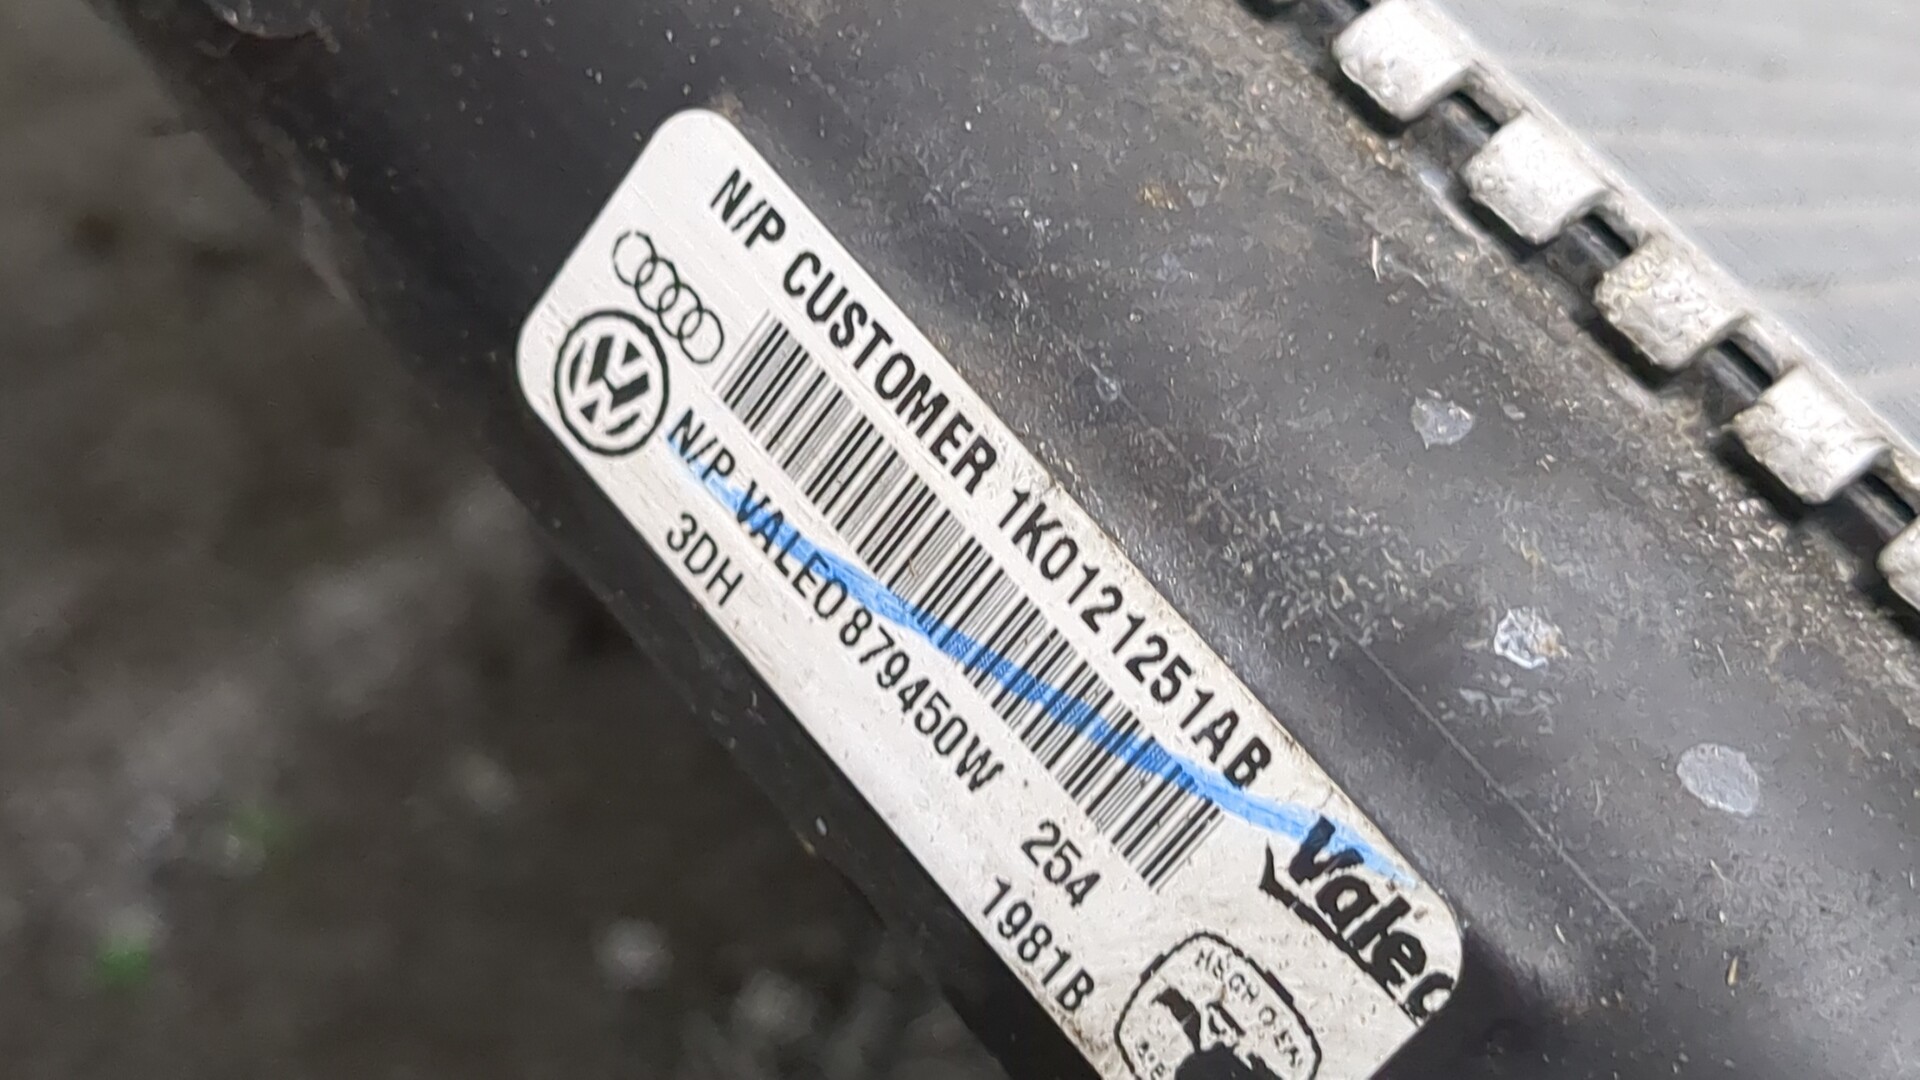 N/P CUSTOMER 1K0121251AB
N/P VALEO 879450W
3DH
254
1981B
Valeo